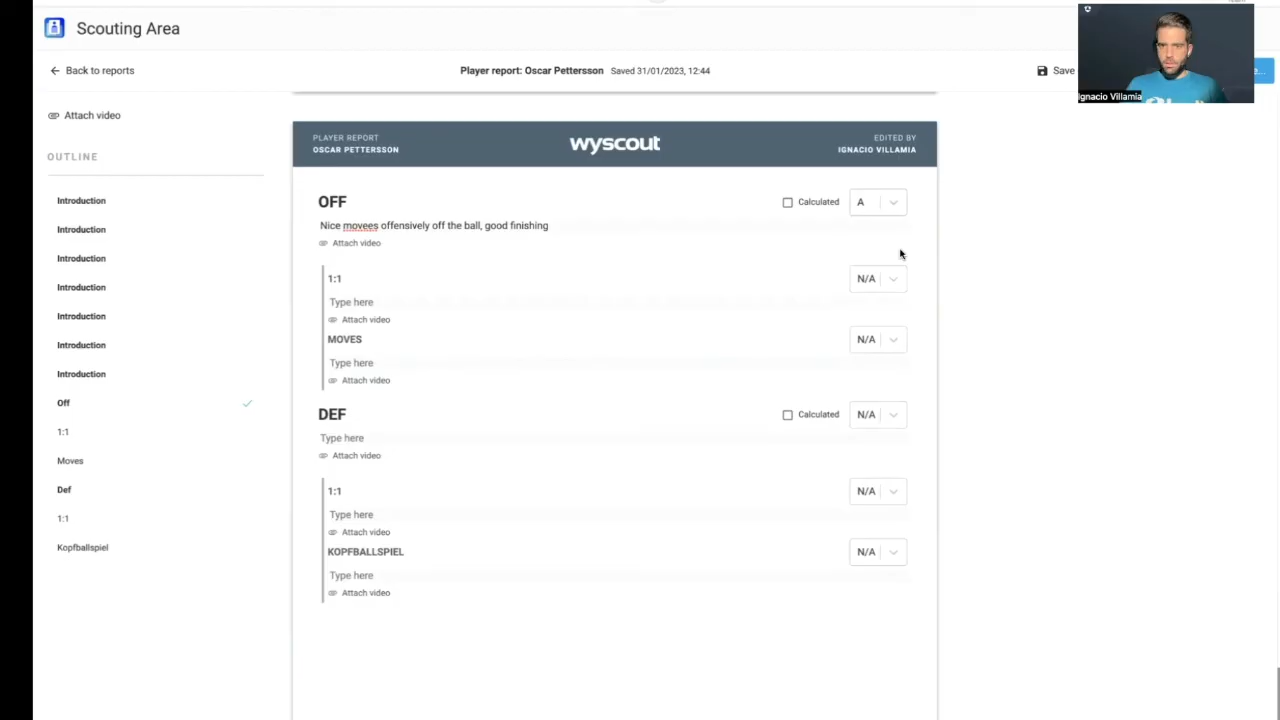 Scouting Area
Back to reports
Player report: Oscar Pettersson Saved 31/01/2023, 12:44
Save
Ignacio Villamia
Attach video
OUTLINE
Introduction
Introduction
Introduction
Introduction
Introduction
Introduction
Introduction
Off
1:1
Moves
Def
1:1
Kopfballspiel
PLAYER REPORT
OSCAR PETTERSSON
wyscout
EDITED BY
IGNACIO VILLAMIA
OFF
Calculated
A
Nice movees offensively off the ball, good finishing
Attach video
1:1
N/A
Type here
Attach video
MOVES
N/A
Type here
Attach video
DEF
Calculated
N/A
Type here
Attach video
1:1
N/A
Type here
Attach video
KOPFBALLSPIEL
N/A
Type here
Attach video